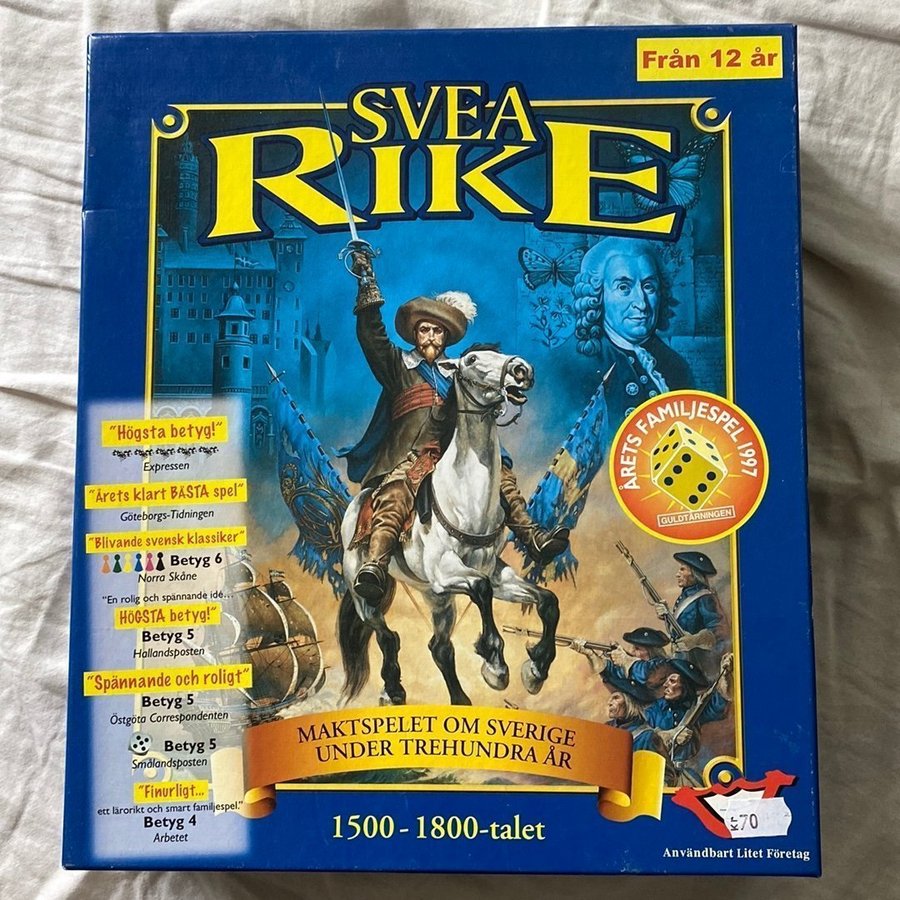 Från 12 år
SVEA
RIKE
ÅRETS FAMILJESPEL 1997
GULDTÄRNINGEN
"Högsta betyg!"
Expressen
"Årets klart BÄSTA spel"
Göteborgs-Tidningen
"Blivande svensk klassiker"
Betyg 6
Norra Skåne
"En rolig och spännande idé...
HÖGSTA betyg!"
Betyg 5
Hallandsposten
"Spännande och roligt"
Betyg 5
Östgöta Correspondenten
Betyg 5
Smålandsposten
"Finurligt...
ett lärorikt och smart familjespel."
Betyg 4
Arbetet
MAKTSPELET OM SVERIGE
UNDER TREHUNDRA ÅR
1500 - 1800-talet
KR 70
Användbart Litet Företag